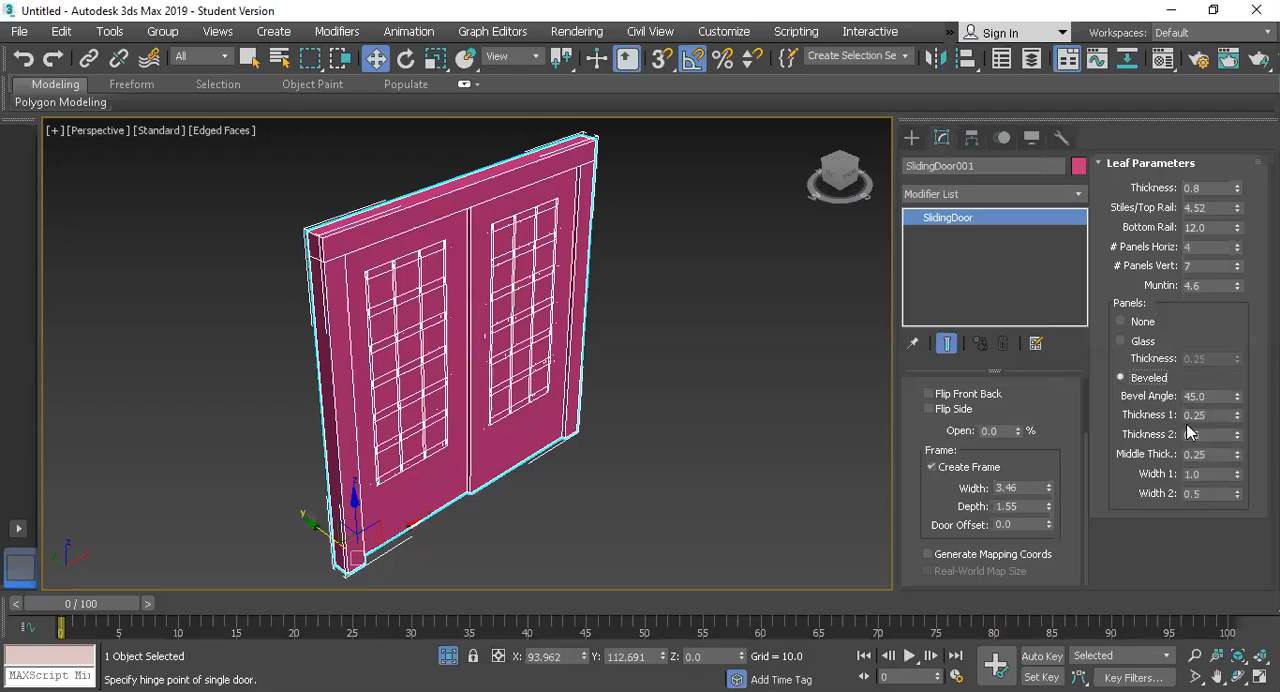 Untitled - Autodesk 3ds Max 2019 - Student Version
File Edit Tools Group Views Create Modifiers Animation Graph Editors Rendering Civil View Customize Scripting Interactive » Sign In Workspaces: Default
All View Create Selection Se
Modeling Freeform Selection Object Paint Populate
Polygon Modeling
[+] [Perspective] [Standard] [Edged Faces]
SlidingDoor001
Modifier List
SlidingDoor
Flip Front Back
Flip Side
Open: 0.0 %
Frame:
Create Frame
Width: 3.46
Depth: 1.55
Door Offset: 0.0
Generate Mapping Coords
Real-World Map Size
Leaf Parameters
Thickness: 0.8
Stiles/Top Rail: 4.52
Bottom Rail: 12.0
# Panels Horiz: 4
# Panels Vert: 7
Muntin: 4.6
Panels:
None
Glass
Thickness: 0.25
Beveled
Bevel Angle: 45.0
Thickness 1: 0.25
Thickness 2:
Middle Thick.: 0.25
Width 1: 1.0
Width 2: 0.5
z
y
z
0 / 100
0 5 10 15 20 25 30 35 40 45 50 55 60 65 70 75 80 85 90 95 100
1 Object Selected X: 93.962 Y: 112.691 Z: 0.0 Grid = 10.0 Auto Key Selected
MAXScript Mi Specify hinge point of single door. Add Time Tag 0 Set Key Key Filters...